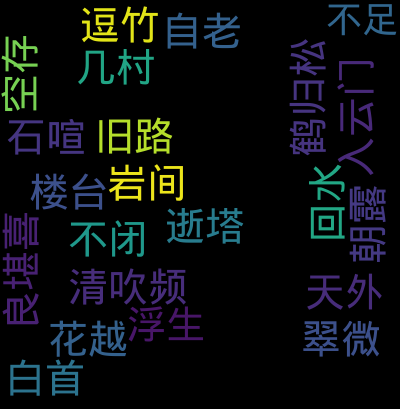 逗竹
自老
不足
几村
空存
鹤归松
入云门
石喧
旧路
岩间
楼台
回水
朝露
不闭
逝塔
良堪喜
清吹频
天外
浮生
花越
翠微
白首